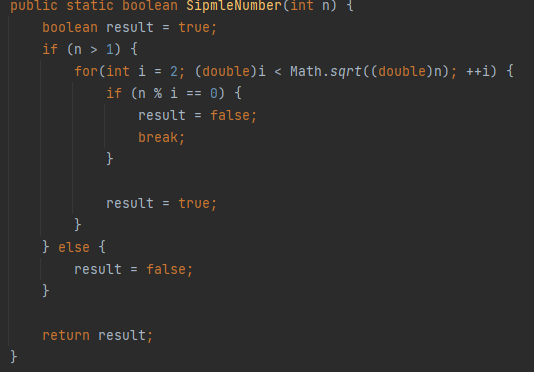 public static boolean SipmleNumber(int n) {
    boolean result = true;
    if (n > 1) {
        for(int i = 2; (double)i < Math.sqrt((double)n); ++i) {
            if (n % i == 0) {
                result = false;
                break;
            }

            result = true;
        }
    } else {
        result = false;
    }

    return result;
}